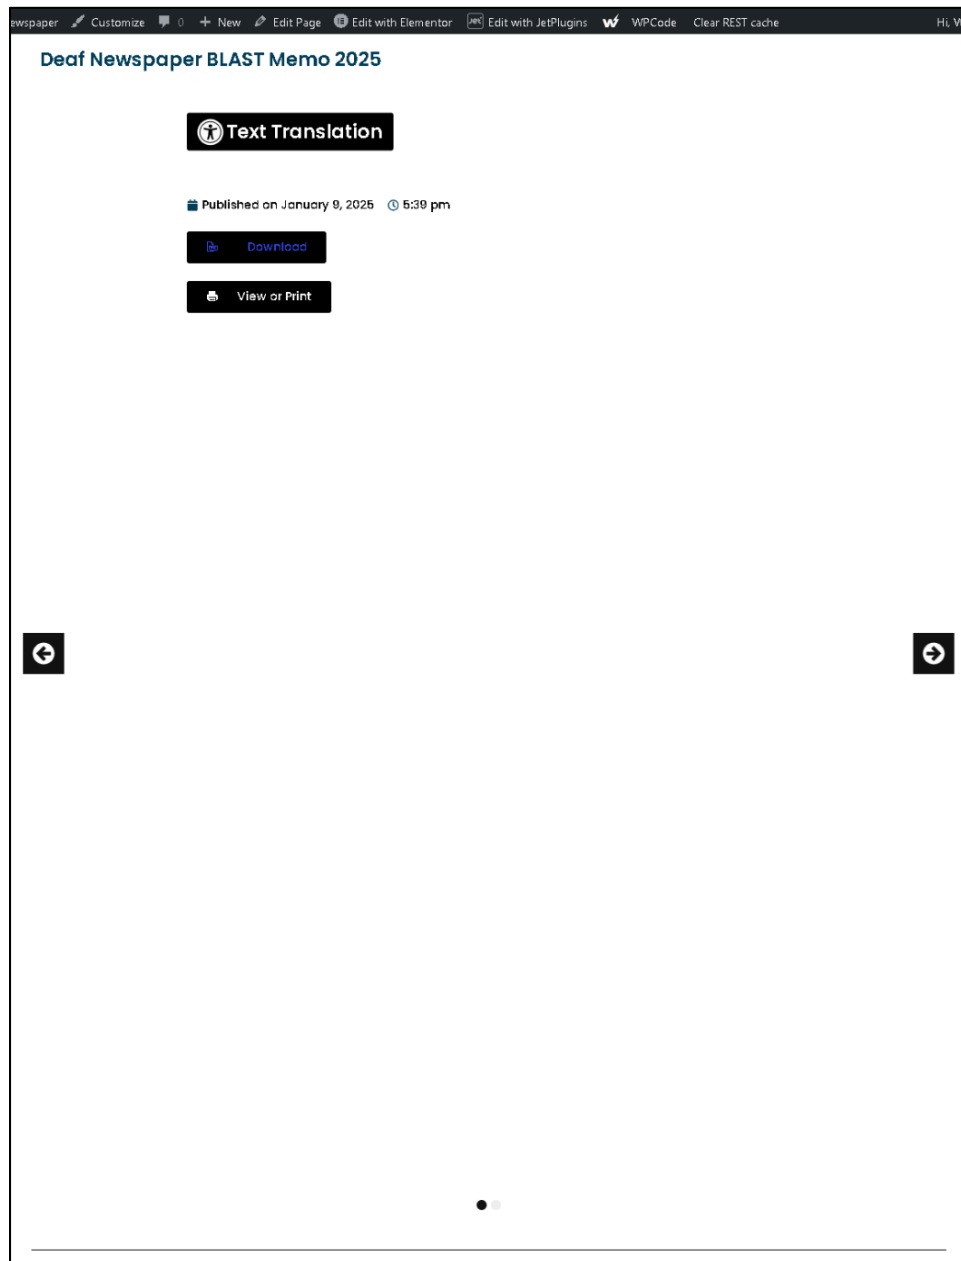 ewspaper Customize 0 + New Edit Page Edit with Elementor Edit with JetPlugins WPCode Clear REST cache Hi, W
Deaf Newspaper BLAST Memo 2025
Text Translation
Published on January 9, 2025 5:39 pm
Download
View or Print